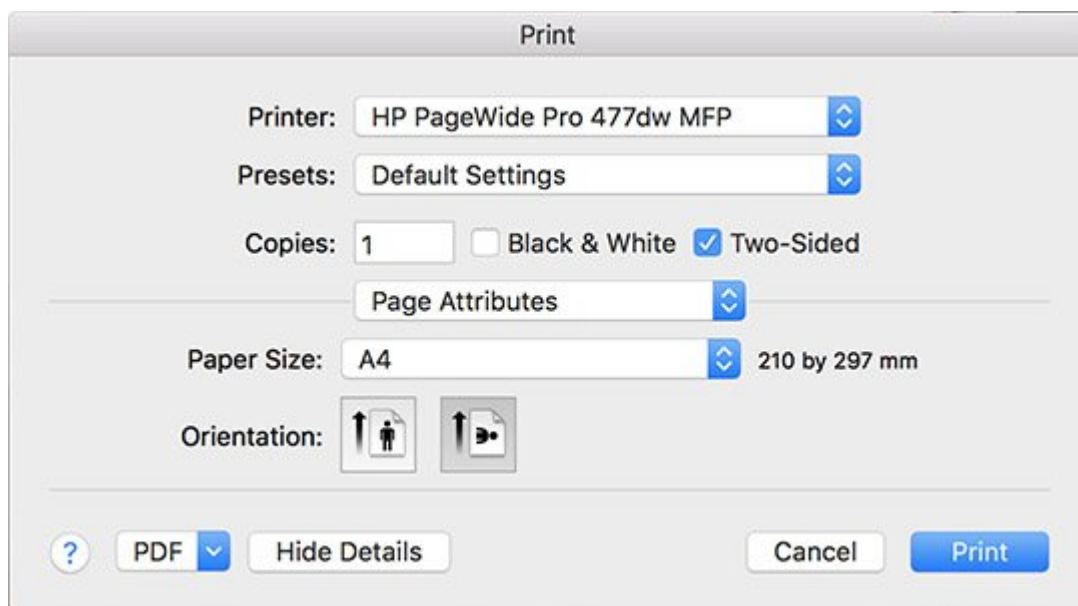 Print
Printer: HP PageWide Pro 477dw MFP
Presets: Default Settings
Copies: 1 Black & White Two-Sided
Page Attributes
Paper Size: A4 210 by 297 mm
Orientation:
? PDF Hide Details Cancel Print